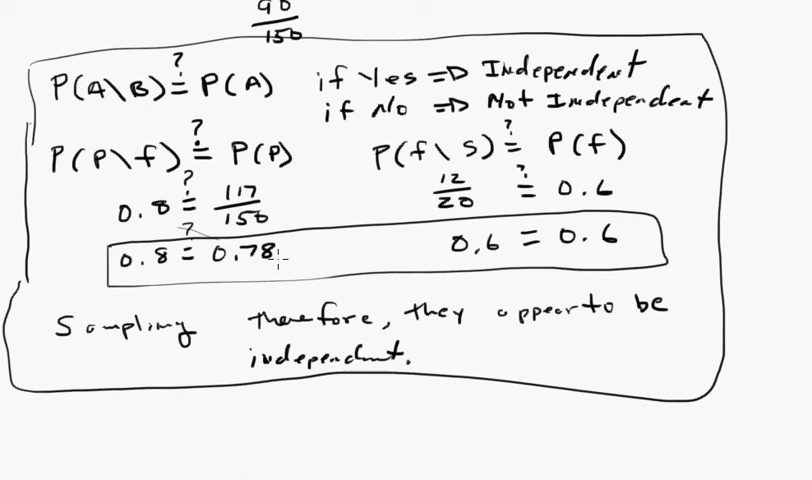 90
150
P(A\B) ≟ P(A) if Yes => Independent
if No => Not Independent
P(P\f) ≟ P(P) P(f\s) ≟ P(f)
0.8 ≟ 117/150 12/20 ≟ 0.6
0.8 ≟ 0.78 0.6 = 0.6
Sampling therefore, they appear to be
independent.